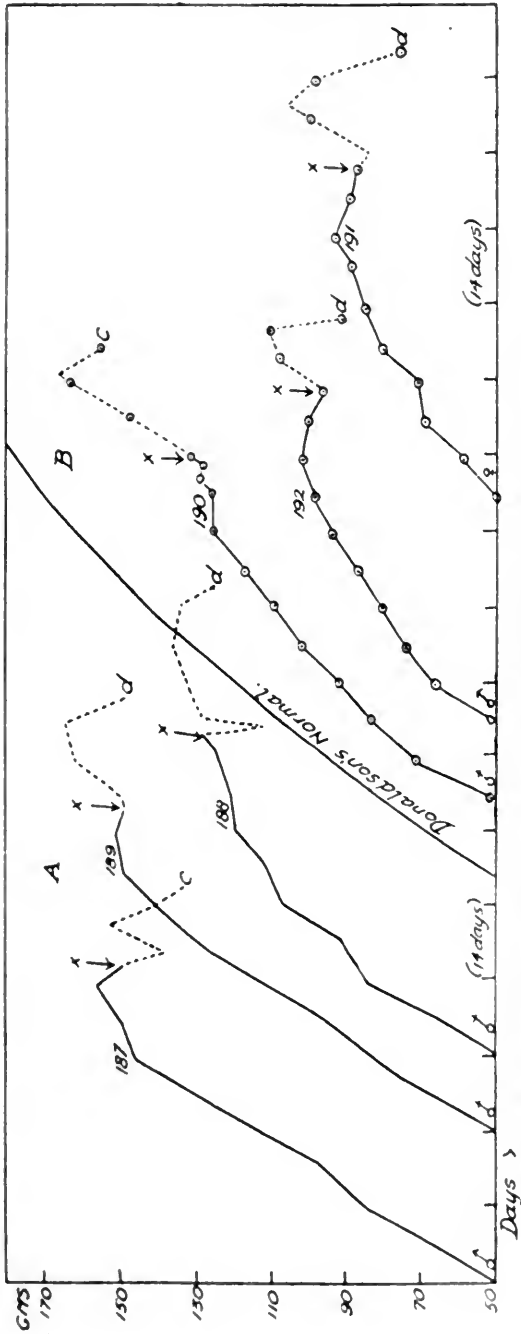 GMS
170
150
130
110
90
70
50
A
B
187
x
c
189
x
d
188
x
d
Donaldson's Normal.
190
x
c
192
x
d
191
x
d
♂
♂
♂
♂
♂
♀
Days >
(14 days)
(14 days)